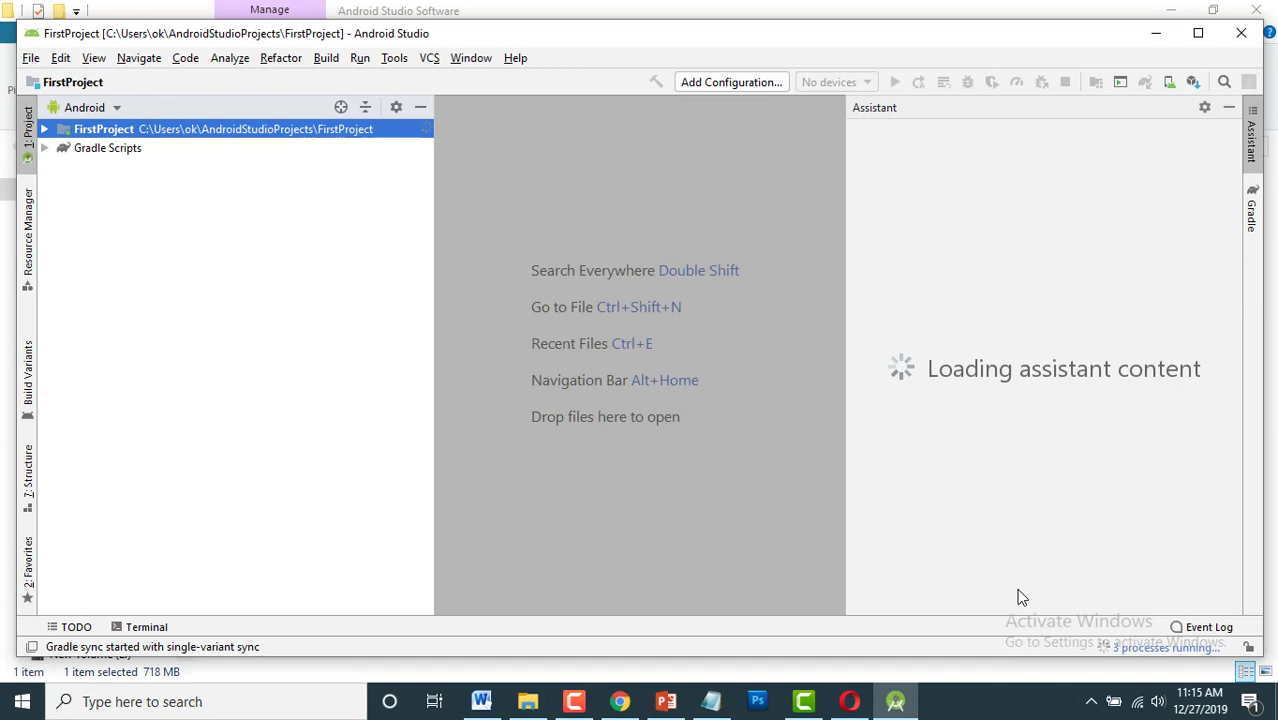 Manage
Android Studio Software
FirstProject [C:\Users\ok\AndroidStudioProjects\FirstProject] - Android Studio
File Edit View Navigate Code Analyze Refactor Build Run Tools VCS Window Help
FirstProject
Add Configuration...
No devices
Android
Assistant
1: Project
FirstProject C:\Users\ok\AndroidStudioProjects\FirstProject
Gradle Scripts
Resource Manager
Build Variants
7: Structure
2: Favorites
Search Everywhere Double Shift
Go to File Ctrl+Shift+N
Recent Files Ctrl+E
Navigation Bar Alt+Home
Drop files here to open
Loading assistant content
Assistant
Gradle
Activate Windows
Go to Settings to activate Windows.
TODO
Terminal
Event Log
Gradle sync started with single-variant sync
3 processes running...
1 item
1 item selected 718 MB
Type here to search
11:15 AM
12/27/2019
1